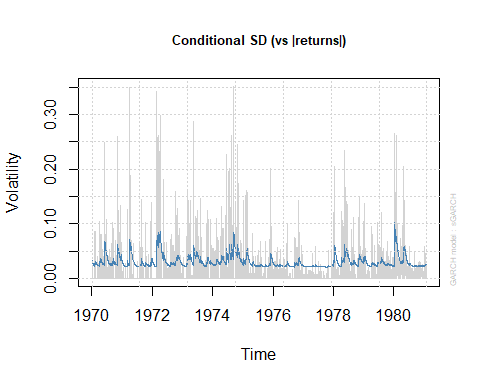 Conditional SD (vs |returns|)
Volatility
0.30
0.20
0.10
0.00
GARCH model : sGARCH
1970 1972 1974 1976 1978 1980
Time